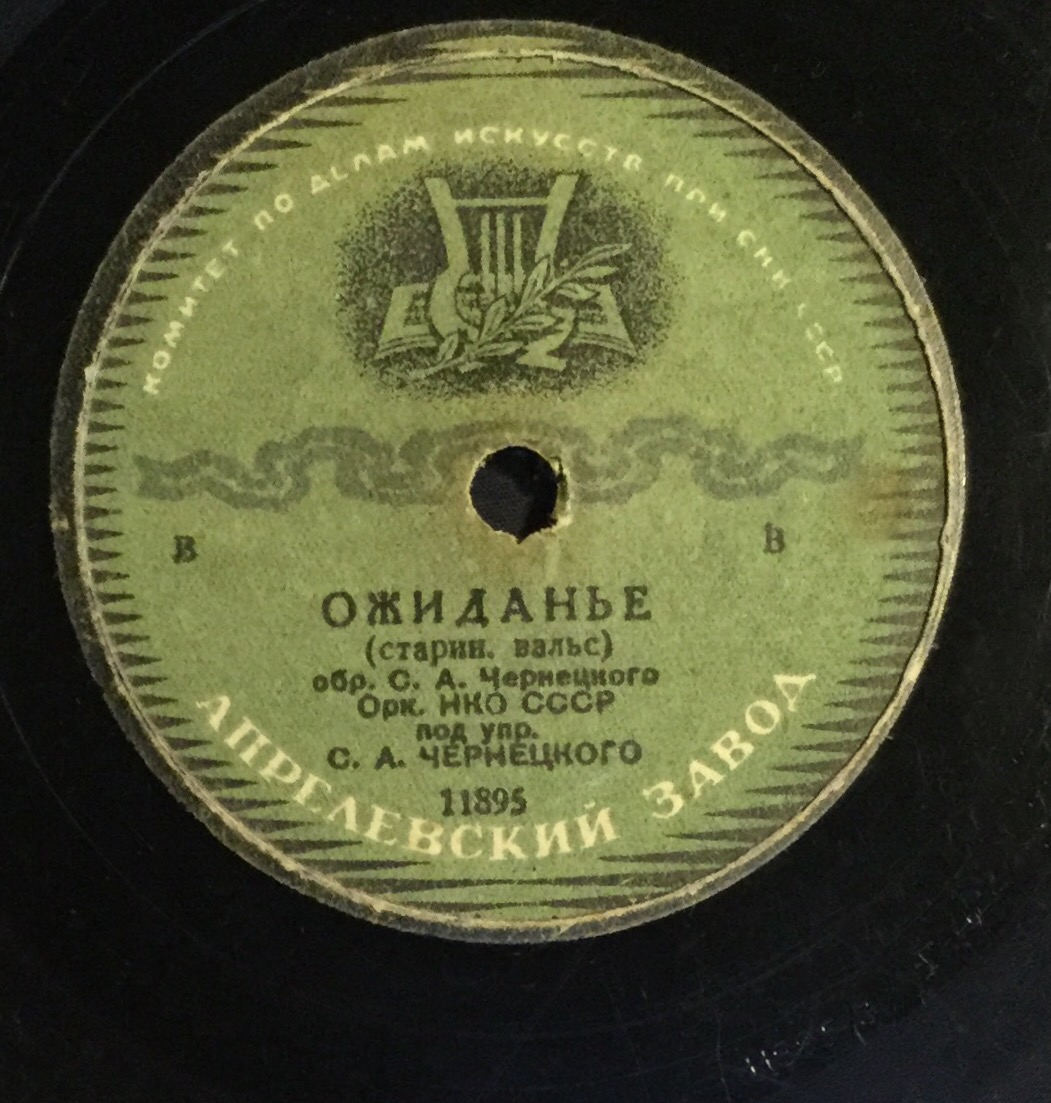 КОМИТЕТ ПО ДЕЛАМ ИСКУССТВ ПРИ СНК СССР
В В
ОЖИДАНЬЕ
(старин. вальс)
обр. С. А. Чернецкого
Орк. НКО СССР
под упр.
С. А. ЧЕРНЕЦКОГО
11895
АПРЕЛЕВСКИЙ ЗАВОД